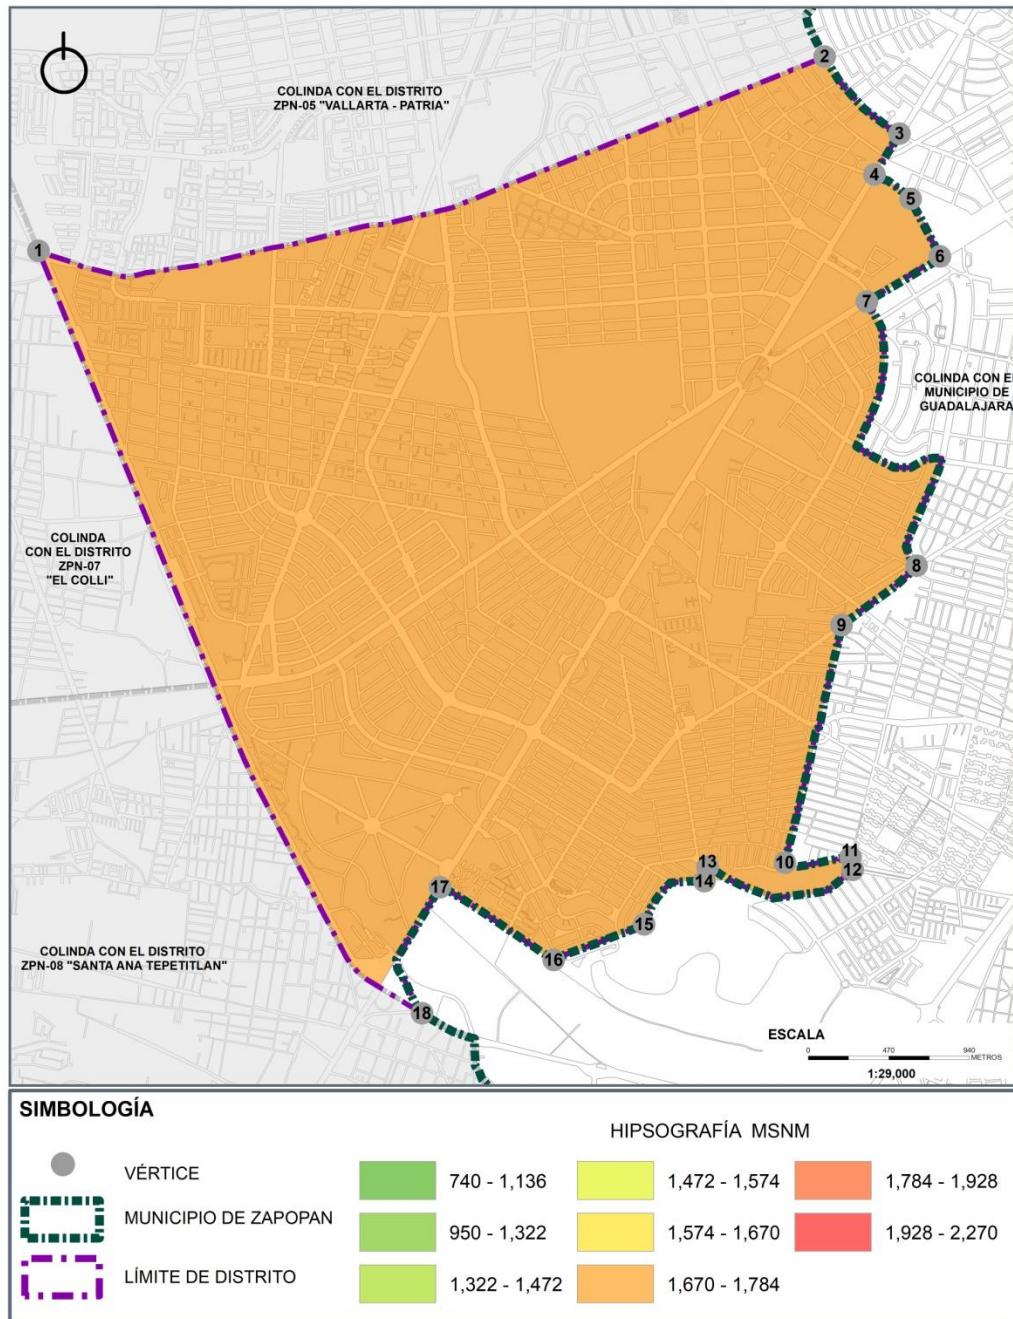 COLINDA CON EL DISTRITO
ZPN-05 "VALLARTA - PATRIA"
2
3
4
5
1
6
7
COLINDA CON EL
MUNICIPIO DE
GUADALAJARA
COLINDA
CON EL DISTRITO
ZPN-07
"EL COLLI"
8
9
10
11
12
13
14
17
15
16
COLINDA CON EL DISTRITO
ZPN-08 "SANTA ANA TEPETITLAN"
18
ESCALA
0 470 940
METROS
1:29,000
SIMBOLOGÍA
VÉRTICE
MUNICIPIO DE ZAPOPAN
LÍMITE DE DISTRITO
HIPSOGRAFÍA MSNM
740 - 1,136
950 - 1,322
1,322 - 1,472
1,472 - 1,574
1,574 - 1,670
1,670 - 1,784
1,784 - 1,928
1,928 - 2,270